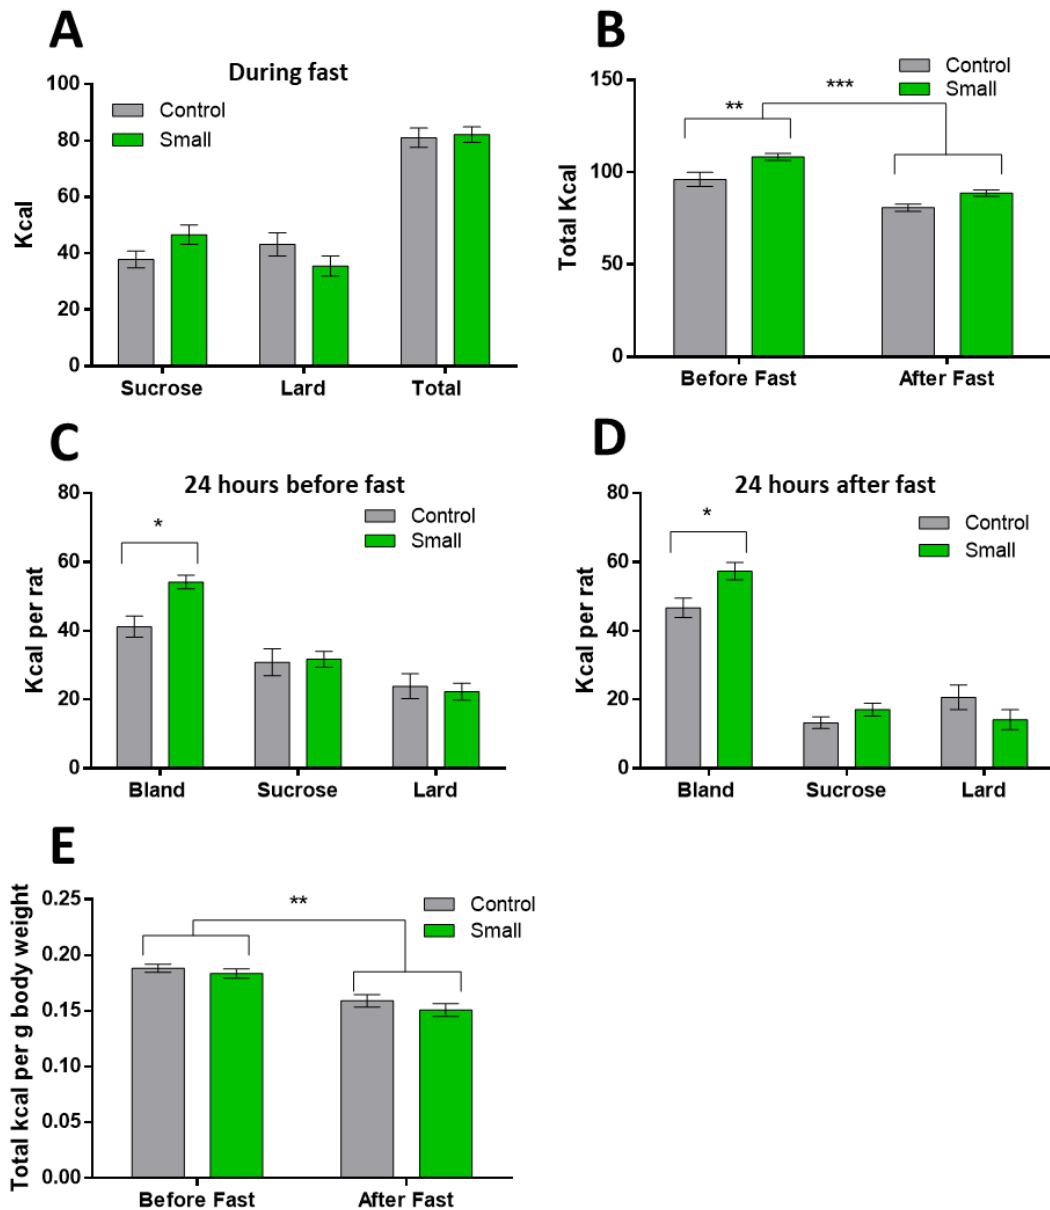 A
During fast
Kcal
100
80
60
40
20
0
Control
Small
Sucrose Lard Total
B
Total Kcal
150
100
50
0
Control
Small
**
***
Before Fast After Fast
C
24 hours before fast
Kcal per rat
80
60
40
20
0
Control
Small
*
Bland Sucrose Lard
D
24 hours after fast
Kcal per rat
80
60
40
20
0
Control
Small
*
Bland Sucrose Lard
E
Total kcal per g body weight
0.25
0.20
0.15
0.10
0.05
0.00
Control
Small
**
Before Fast After Fast